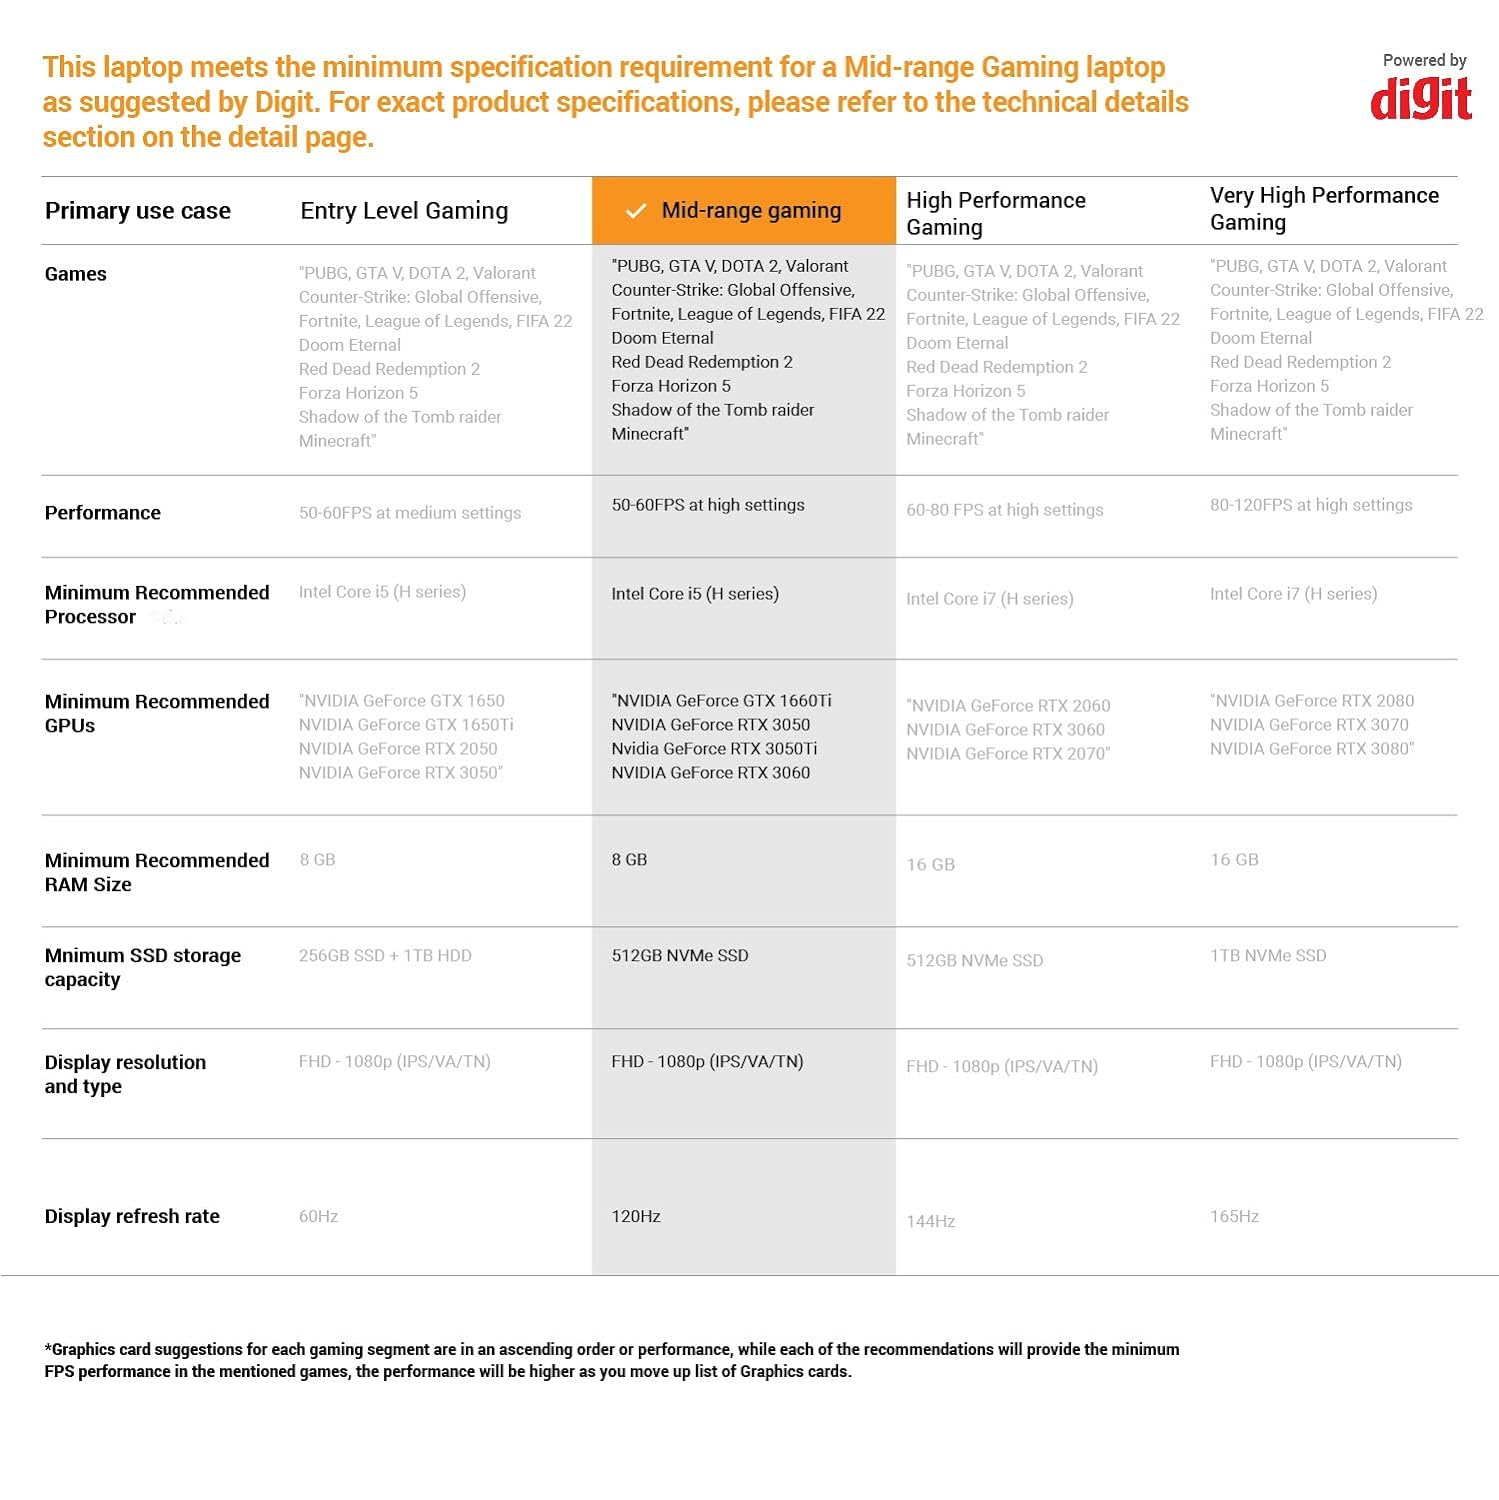 This laptop meets the minimum specification requirement for a Mid-range Gaming laptop
as suggested by Digit. For exact product specifications, please refer to the technical details
section on the detail page.
Powered by
digit
Primary use case
Entry Level Gaming
Mid-range gaming
High Performance
Gaming
Very High Performance
Gaming
Games
"PUBG, GTA V, DOTA 2, Valorant
Counter-Strike: Global Offensive,
Fortnite, League of Legends, FIFA 22
Doom Eternal
Red Dead Redemption 2
Forza Horizon 5
Shadow of the Tomb raider
Minecraft"
"PUBG, GTA V, DOTA 2, Valorant
Counter-Strike: Global Offensive,
Fortnite, League of Legends, FIFA 22
Doom Eternal
Red Dead Redemption 2
Forza Horizon 5
Shadow of the Tomb raider
Minecraft"
"PUBG, GTA V, DOTA 2, Valorant
Counter-Strike: Global Offensive,
Fortnite, League of Legends, FIFA 22
Doom Eternal
Red Dead Redemption 2
Forza Horizon 5
Shadow of the Tomb raider
Minecraft"
"PUBG, GTA V, DOTA 2, Valorant
Counter-Strike: Global Offensive,
Fortnite, League of Legends, FIFA 22
Doom Eternal
Red Dead Redemption 2
Forza Horizon 5
Shadow of the Tomb raider
Minecraft"
Performance
50-60FPS at medium settings
50-60FPS at high settings
60-80 FPS at high settings
80-120FPS at high settings
Minimum Recommended
Processor
Intel Core i5 (H series)
Intel Core i5 (H series)
Intel Core i7 (H series)
Intel Core i7 (H series)
Minimum Recommended
GPUs
"NVIDIA GeForce GTX 1650
NVIDIA GeForce GTX 1650Ti
NVIDIA GeForce RTX 2050
NVIDIA GeForce RTX 3050"
"NVIDIA GeForce GTX 1660Ti
NVIDIA GeForce RTX 3050
Nvidia GeForce RTX 3050Ti
NVIDIA GeForce RTX 3060
"NVIDIA GeForce RTX 2060
NVIDIA GeForce RTX 3060
NVIDIA GeForce RTX 2070"
"NVIDIA GeForce RTX 2080
NVIDIA GeForce RTX 3070
NVIDIA GeForce RTX 3080"
Minimum Recommended
RAM Size
8 GB
8 GB
16 GB
16 GB
Mnimum SSD storage
capacity
256GB SSD + 1TB HDD
512GB NVMe SSD
512GB NVMe SSD
1TB NVMe SSD
Display resolution
and type
FHD - 1080p (IPS/VA/TN)
FHD - 1080p (IPS/VA/TN)
FHD - 1080p (IPS/VA/TN)
FHD - 1080p (IPS/VA/TN)
Display refresh rate
60Hz
120Hz
144Hz
165Hz
*Graphics card suggestions for each gaming segment are in an ascending order or performance, while each of the recommendations will provide the minimum
FPS performance in the mentioned games, the performance will be higher as you move up list of Graphics cards.